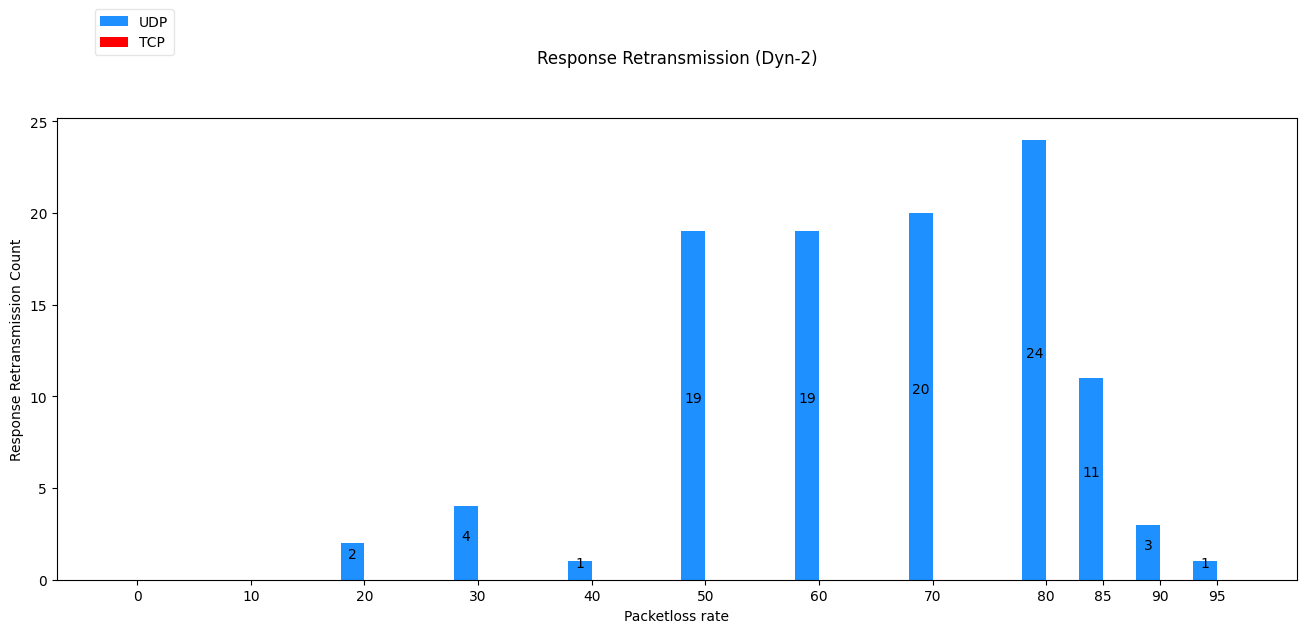 UDP
TCP
Response Retransmission (Dyn-2)
Response Retransmission Count
25
20
15
10
5
0
2
4
1
19
19
20
24
11
3
1
0 10 20 30 40 50 60 70 80 85 90 95
Packetloss rate